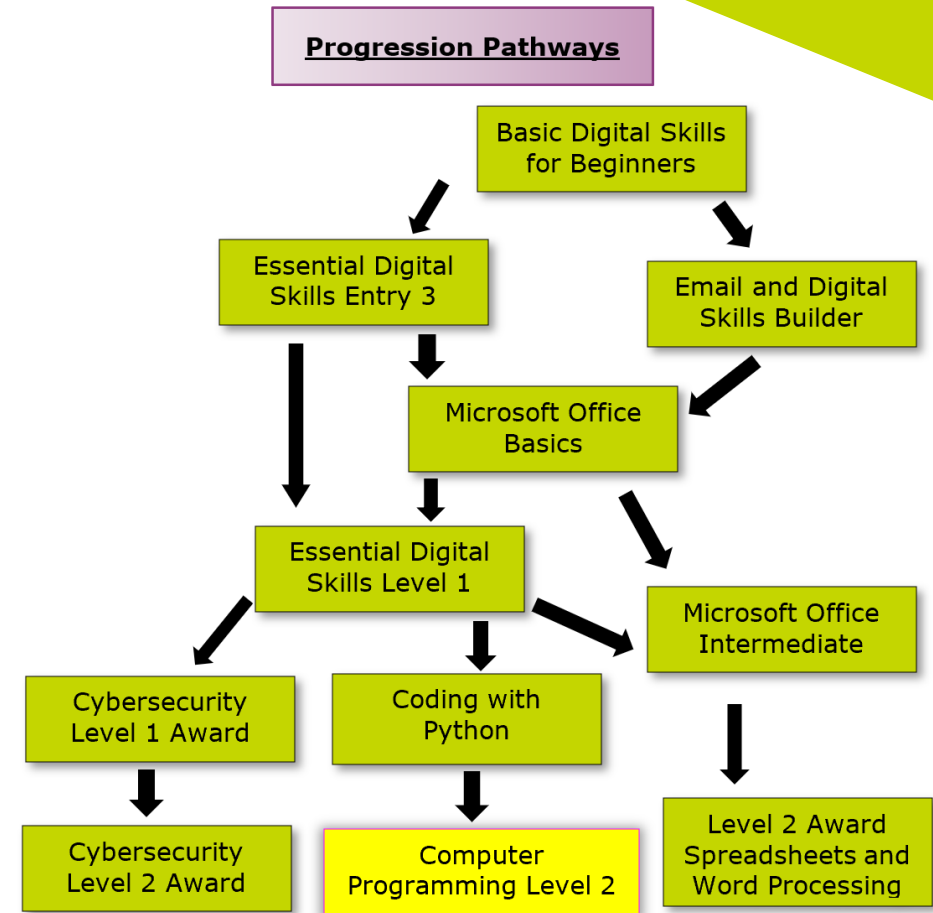 Progression Pathways
Basic Digital Skills
for Beginners
Essential Digital
Skills Entry 3
Email and Digital
Skills Builder
Microsoft Office
Basics
Essential Digital
Skills Level 1
Microsoft Office
Intermediate
Cybersecurity
Level 1 Award
Coding with
Python
Cybersecurity
Level 2 Award
Computer
Programming Level 2
Level 2 Award
Spreadsheets and
Word Processing